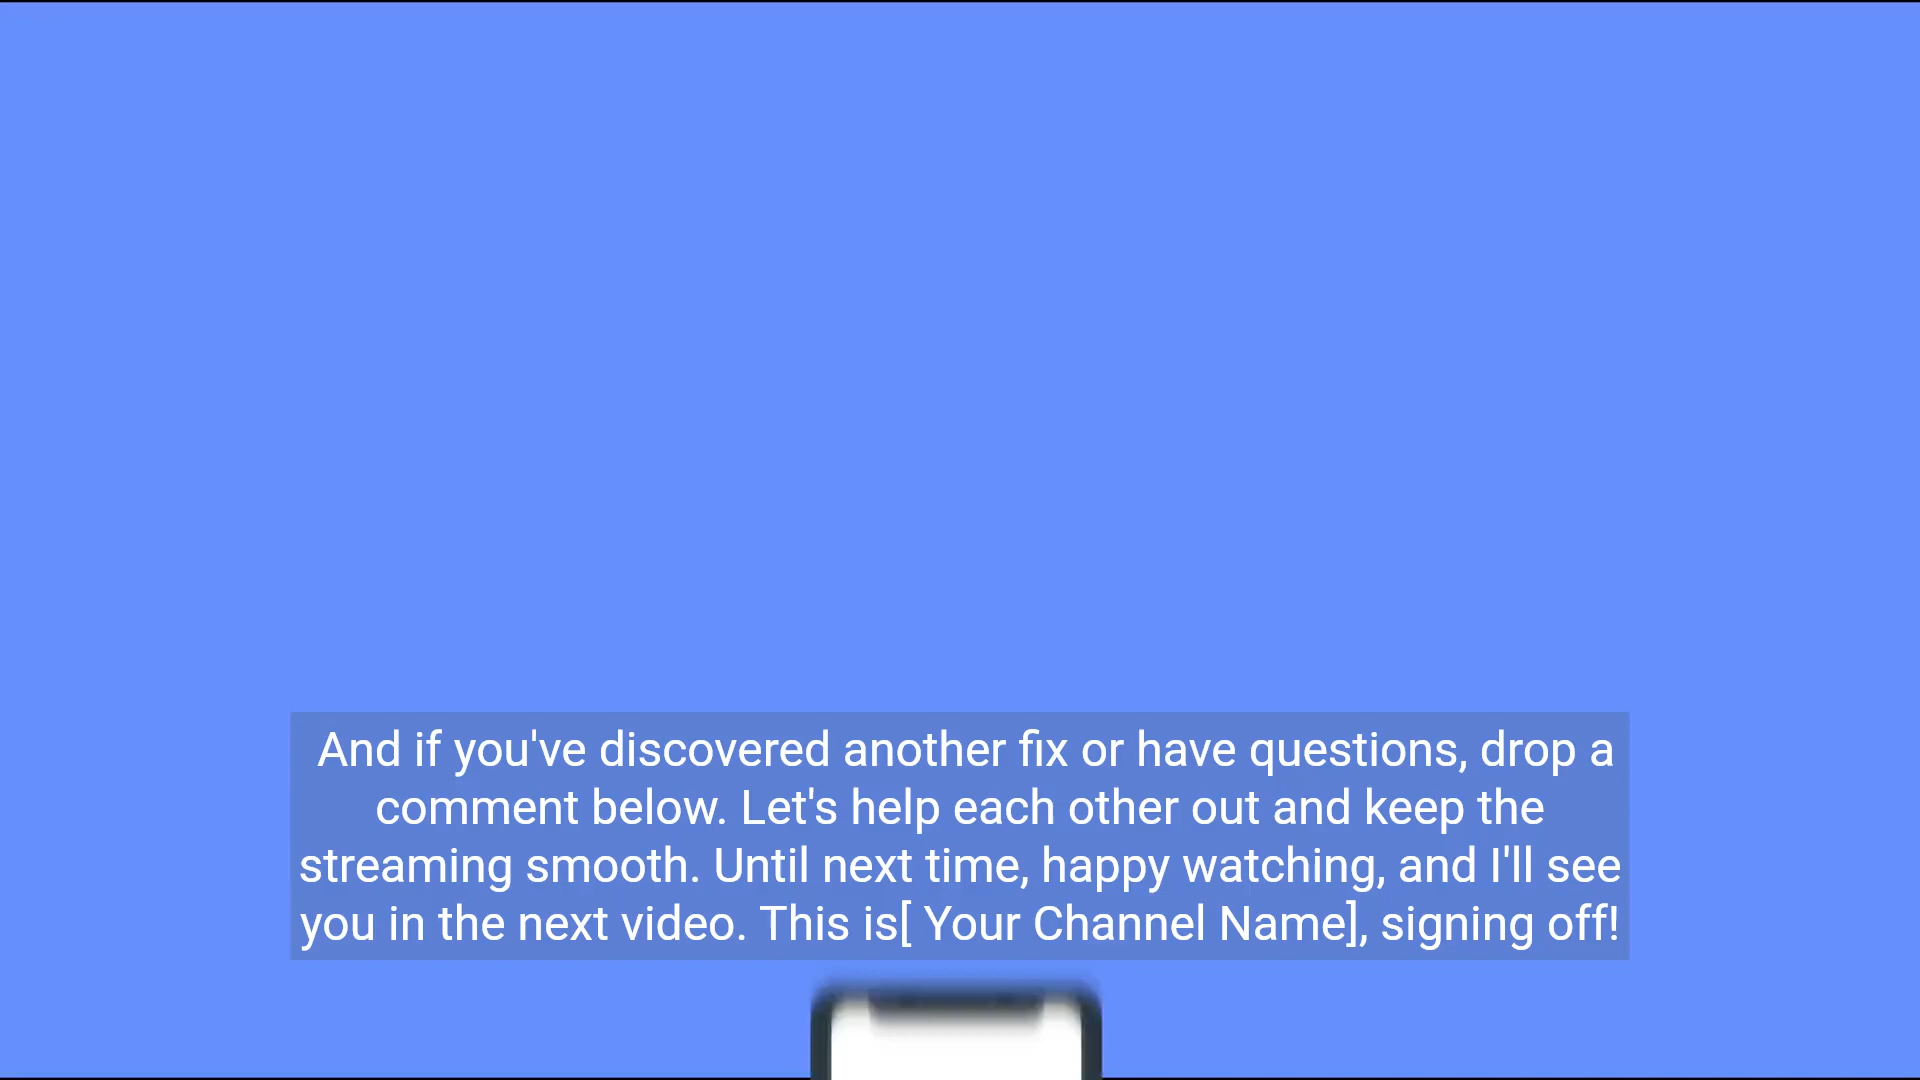 And if you've discovered another fix or have questions, drop a
comment below. Let's help each other out and keep the
streaming smooth. Until next time, happy watching, and I'll see
you in the next video. This is[ Your Channel Name], signing off!